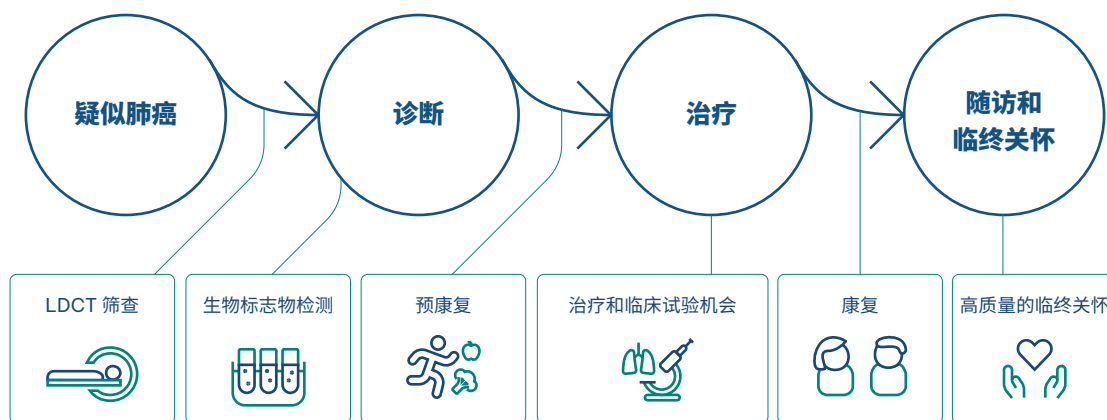 疑似肺癌
诊断
治疗
随访和
临终关怀
LDCT 筛查
生物标志物检测
预康复
治疗和临床试验机会
康复
高质量的临终关怀